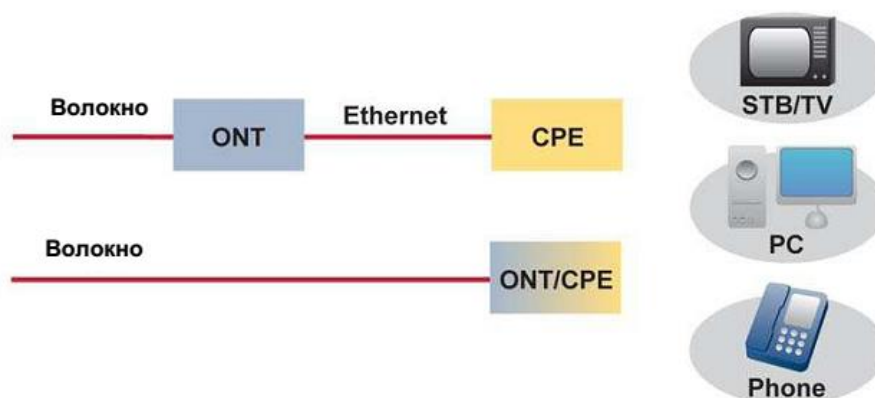 Волокно
ONT
Ethernet
CPE
STB/TV
Волокно
ONT/CPE
PC
Phone